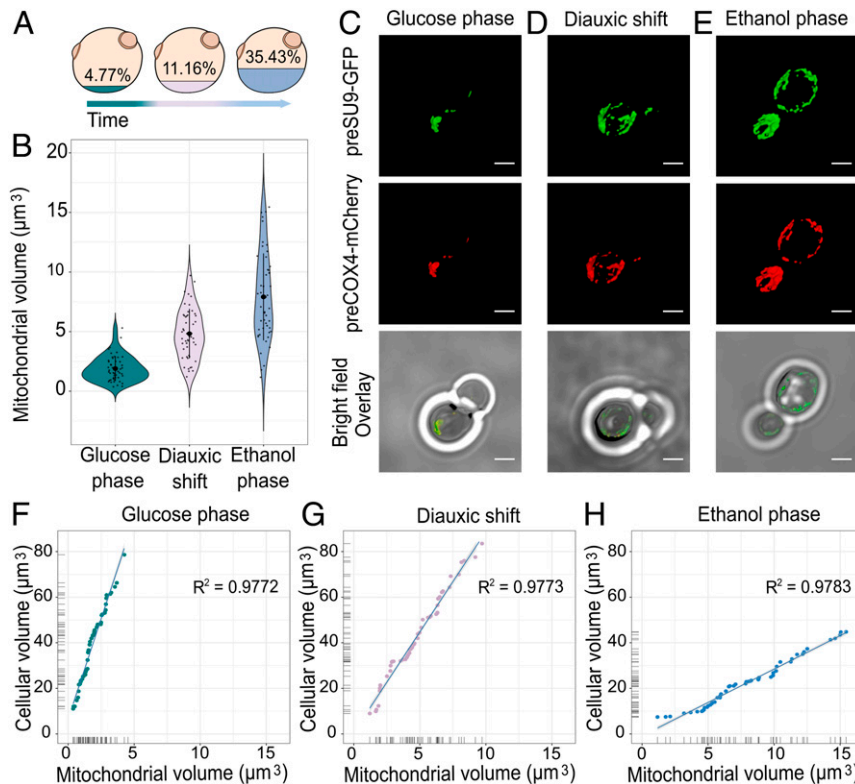 A
4.77%
11.16%
35.43%
Time
B
Mitochondrial volume (µm³)
20
15
10
5
0
Glucose phase
Diauxic shift
Ethanol phase
C
Glucose phase
D
Diauxic shift
E
Ethanol phase
preSU9-GFP
preCOX4-mCherry
Bright field
Overlay
F
Glucose phase
Cellular volume (µm³)
80
60
40
20
0
R² = 0.9772
0
5
10
15
Mitochondrial volume (µm³)
G
Diauxic shift
Cellular volume (µm³)
80
60
40
20
0
R² = 0.9773
0
5
10
15
Mitochondrial volume (µm³)
H
Ethanol phase
Cellular volume (µm³)
80
60
40
20
0
R² = 0.9783
0
5
10
15
Mitochondrial volume (µm³)